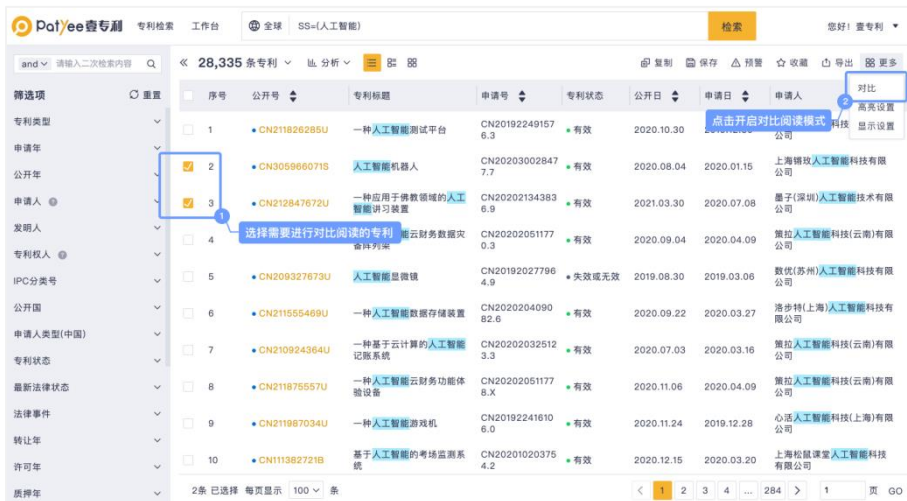 PatYee壹专利 专利检索 工作台 全球 SS=(人工智能) 检索 您好！壹专利
and 请输入二次检索内容 28,335 条专利 分析 复制 保存 预警 收藏 导出 更多
筛选项 重置
专利类型
申请年
公开年
申请人
发明人
专利权人
IPC分类号
公开国
申请人类型(中国)
专利状态
最新法律状态
法律事件
转让年
许可年
质押年
序号 公开号 专利标题 申请号 专利状态 公开日 申请日 申请人
对比
高亮设置
显示设置
2 点击开启对比阅读模式
1 CN211826285U 一种人工智能测试平台 CN20192249157 6.3 有效 2020.10.30
科技
公司
2 CN305966071S 人工智能机器人 CN20203002847 7.7 有效 2020.08.04 2020.01.15 上海锵玫人工智能科技有限
公司
3 CN212847672U 一种应用于佛教领域的人工 CN20202134383 有效 2021.03.30 2020.07.08 墨子(深圳)人工智能技术有限
智能讲习装置 6.9 公司
1 选择需要进行对比阅读的专利
4 能云财务数据灾 CN20202051177 有效 2020.09.04 2020.04.09 策拉人工智能科技(云南)有限
备阵列架 0.3 公司
5 CN209327673U 人工智能显微镜 CN20192027796 失效或无效 2019.08.30 2019.03.06 数优(苏州)人工智能科技有限
4.9 公司
6 CN211555469U 一种人工智能数据存储装置 CN2020204090 有效 2020.09.22 2020.03.27 洛步特(上海)人工智能科技有
82.6 限公司
7 CN210924364U 一种基于云计算的人工智能 CN20202032512 有效 2020.07.03 2020.03.16 策拉人工智能科技(云南)有限
记账系统 3.3 公司
8 CN211875557U 一种人工智能云财务功能体 CN20202051177 有效 2020.11.06 2020.04.09 策拉人工智能科技(云南)有限
验设备 8.X 公司
9 CN211987034U 一种人工智能游戏机 CN20192241610 有效 2020.11.24 2019.12.28 心活人工智能科技(上海)有限
6.0 公司
10 CN111382721B 基于人工智能的考场监测系 CN20201020375 有效 2020.12.15 2020.03.20 上海松鼠课堂人工智能科技
统 4.2 有限公司
2条 已选择 每页显示 100 条 1 2 3 4 ... 284 1 页 GO